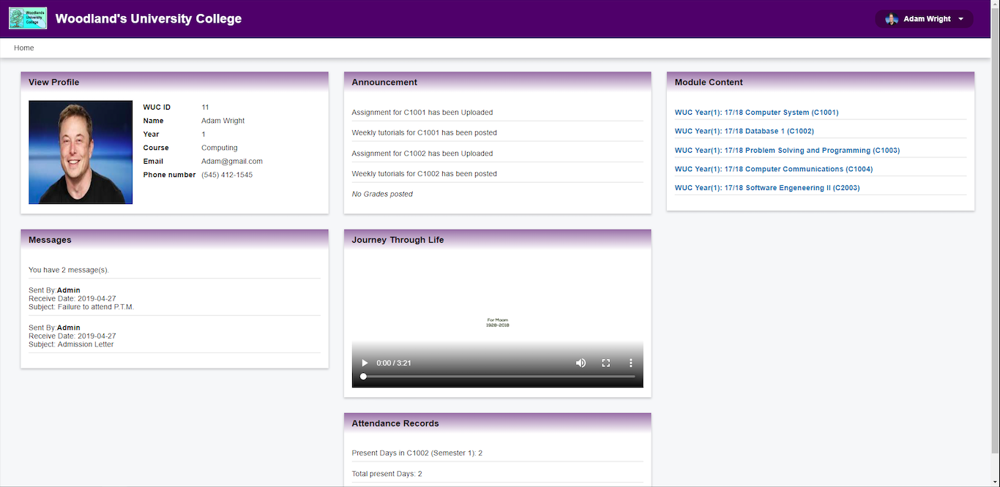 Woodlands
University
College
Woodland's University College
Adam Wright
Home
View Profile
WUC ID 11
Name Adam Wright
Year 1
Course Computing
Email Adam@gmail.com
Phone number (545) 412-1545
Announcement
Assignment for C1001 has been Uploaded
Weekly tutorials for C1001 has been posted
Assignment for C1002 has been Uploaded
Weekly tutorials for C1002 has been posted
No Grades posted
Module Content
WUC Year(1): 17/18 Computer System (C1001)
WUC Year(1): 17/18 Database 1 (C1002)
WUC Year(1): 17/18 Problem Solving and Programming (C1003)
WUC Year(1): 17/18 Computer Communications (C1004)
WUC Year(1): 17/18 Software Engeneering II (C2003)
Messages
You have 2 message(s).
Sent By:Admin
Receive Date: 2019-04-27
Subject: Failure to attend P.T.M.
Sent By:Admin
Receive Date: 2019-04-27
Subject: Admission Letter
Journey Through Life
For Maam
1928-2018
0:00 / 3:21
Attendance Records
Present Days in C1002 (Semester 1): 2
Total present Days: 2